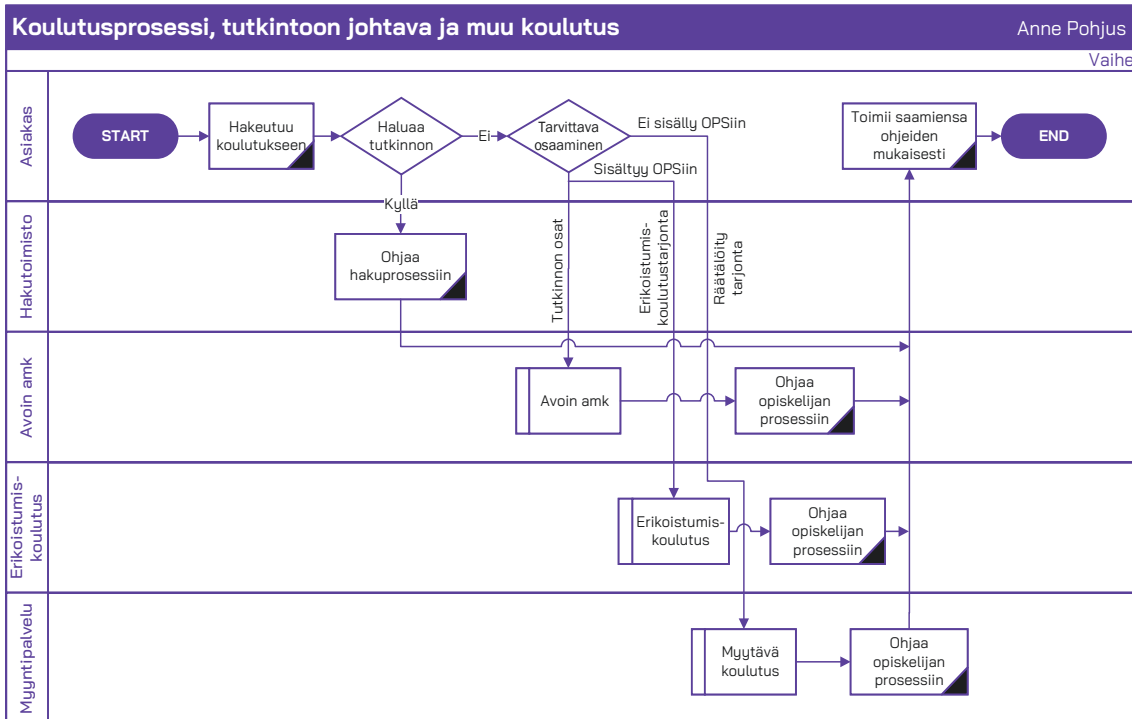 Koulutusprosessi, tutkintoon johtava ja muu koulutus
Anne Pohjus
Vaihe
Asiakas
START
Hakeutuu
koulutukseen
Haluaa
tutkinnon
Ei
Kyllä
Tarvittava
osaaminen
Ei sisälly OPSiin
Sisältyy OPSiin
Toimii saamiensa
ohjeiden
mukaisesti
END
Hakutoimisto
Ohjaa
hakuprosessiin
Tutkinnon osat
Erikoistumis-
koulutustarjonta
Räätälöity
tarjonta
Avoin amk
Avoin amk
Ohjaa
opiskelijan
prosessiin
Erikoistumis-
koulutus
Erikoistumis-
koulutus
Ohjaa
opiskelijan
prosessiin
Myyntipalvelu
Myytävä
koulutus
Ohjaa
opiskelijan
prosessiin